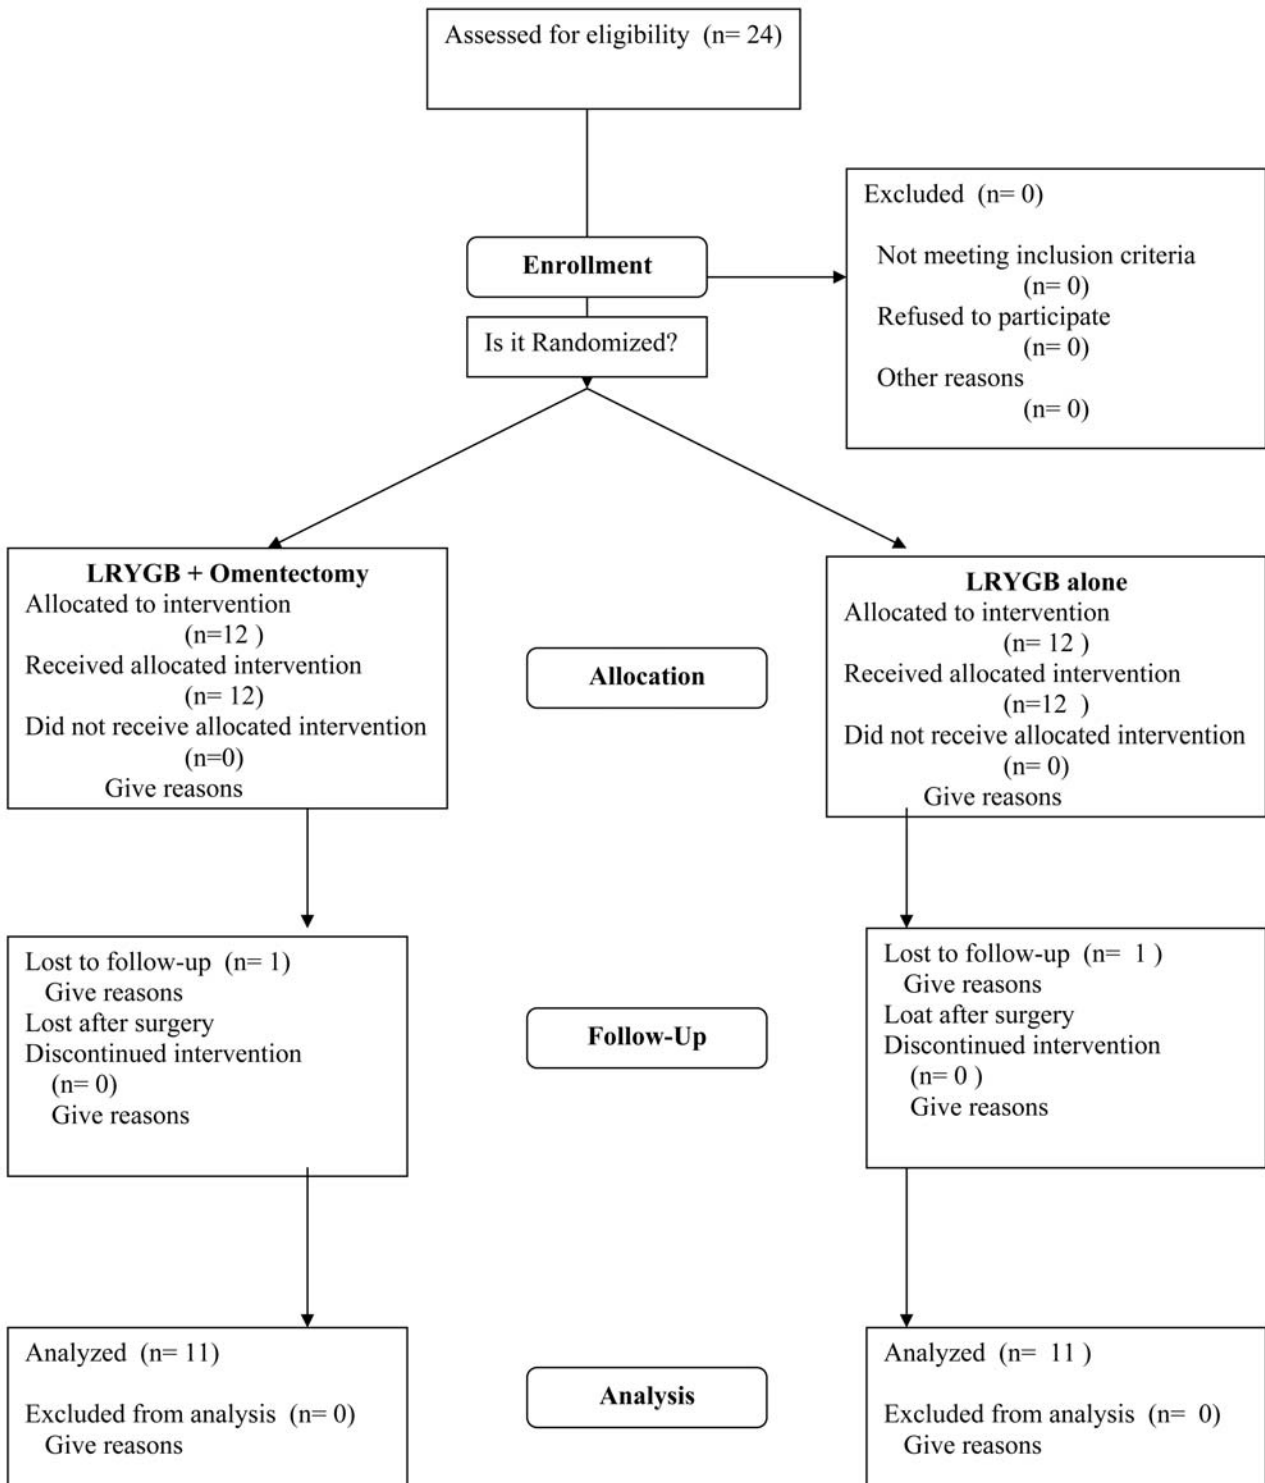 Assessed for eligibility (n= 24)
Excluded (n= 0)
Not meeting inclusion criteria
(n= 0)
Refused to participate
(n= 0)
Other reasons
(n= 0)
Enrollment
Is it Randomized?
LRYGB + Omentectomy
Allocated to intervention
(n=12 )
Received allocated intervention
(n= 12)
Did not receive allocated intervention
(n=0)
Give reasons
Allocation
LRYGB alone
Allocated to intervention
(n= 12 )
Received allocated intervention
(n=12 )
Did not receive allocated intervention
(n= 0)
Give reasons
Lost to follow-up (n= 1)
Give reasons
Lost after surgery
Discontinued intervention
(n= 0)
Give reasons
Follow-Up
Lost to follow-up (n= 1 )
Give reasons
Loat after surgery
Discontinued intervention
(n= 0 )
Give reasons
Analyzed (n= 11)
Excluded from analysis (n= 0)
Give reasons
Analysis
Analyzed (n= 11 )
Excluded from analysis (n= 0)
Give reasons